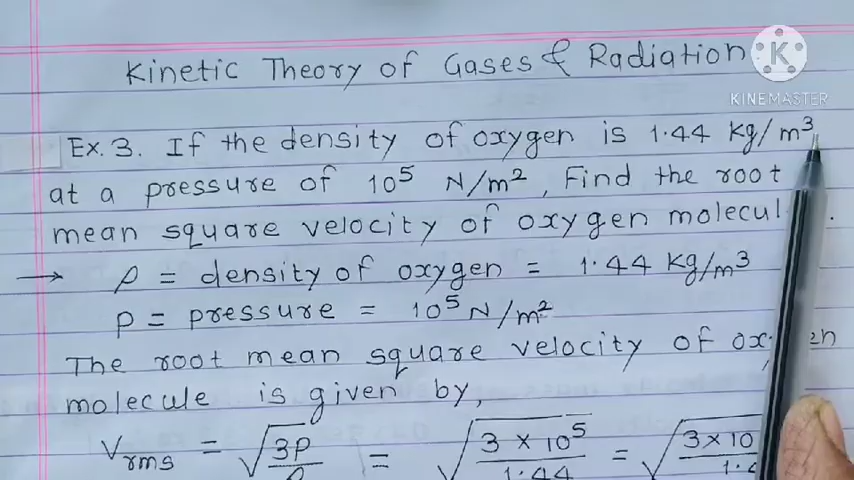 Kinetic Theory of Gases & Radiation
K
KINEMASTER
Ex. 3. If the density of oxygen is 1.44 kg/m³
at a pressure of 10⁵ N/m², Find the root
mean square velocity of oxygen
→ ρ = density of oxygen = 1.44 kg/m³
P = pressure = 10⁵ N/m²
The root mean square velocity of
molecule is given by,
Vrms = √3P/ρ = √3 × 10⁵/1.44 = √3×10